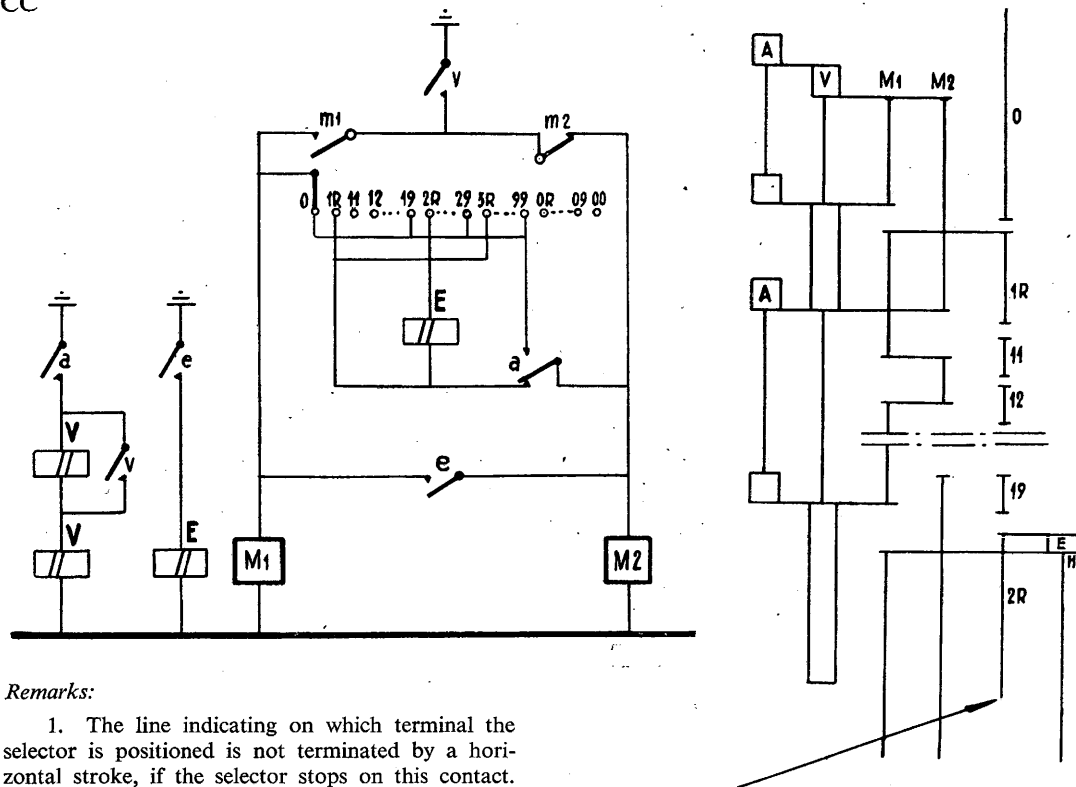 CC
V
m1
m2
0 1R 11 12 19 2R 29 3R 99 0R 09 00
E
a
a
e
V
v
V
E
e
M1
M2
A
V
M1
M2
0
A
1R
11
12
19
E
2R
Remarks:
1. The line indicating on which terminal the
selector is positioned is not terminated by a hori-
zontal stroke, if the selector stops on this contact.